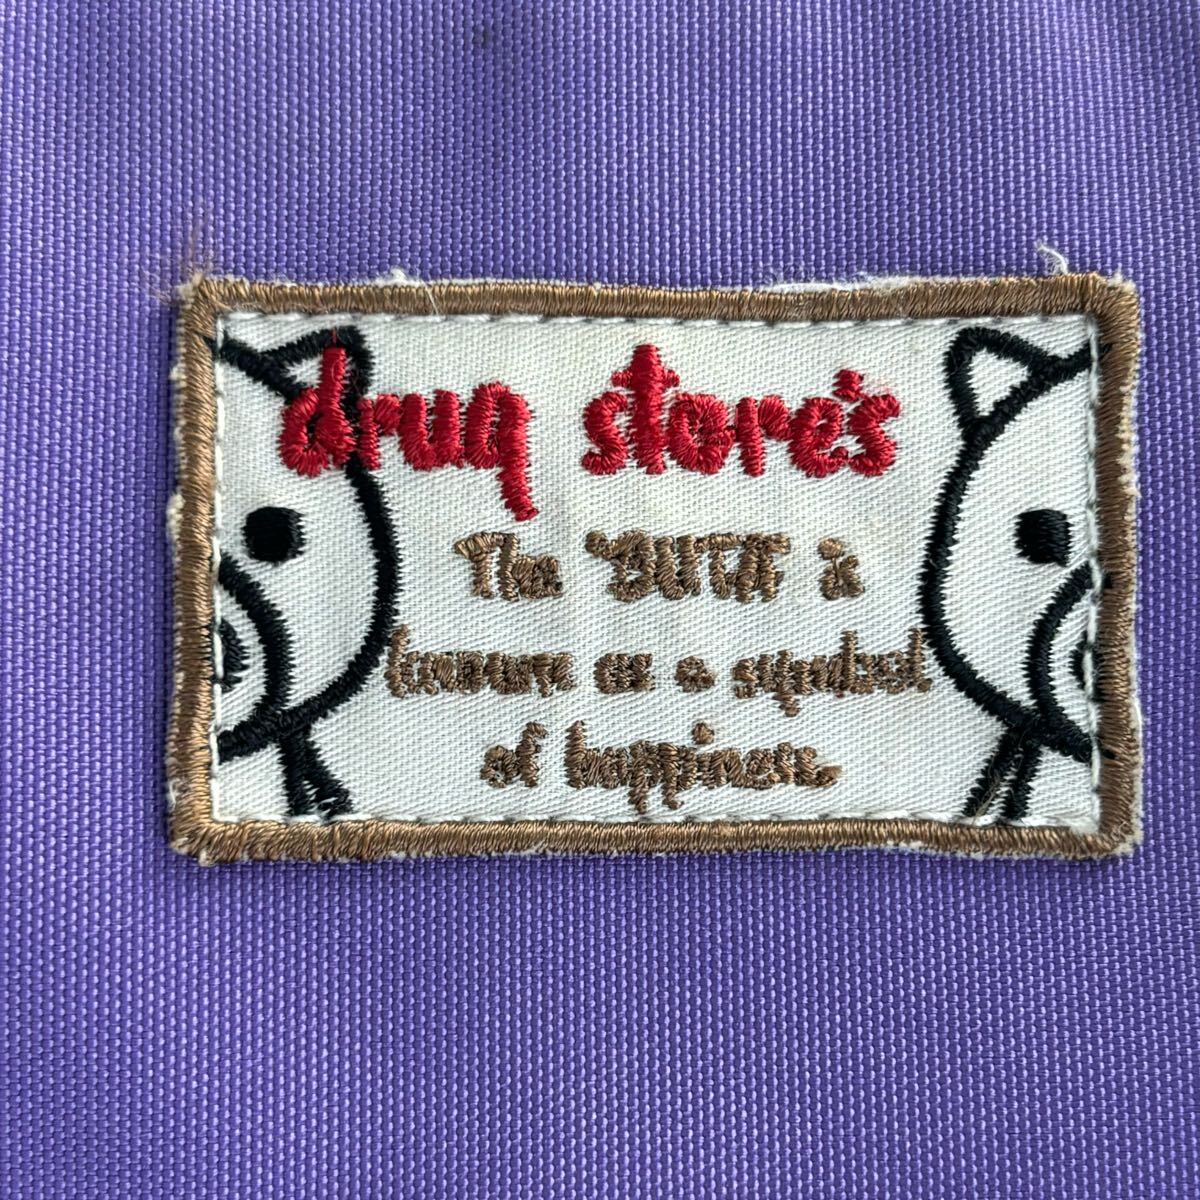 drug store's
The "BUTA" is
known as a symbol
of happiness.